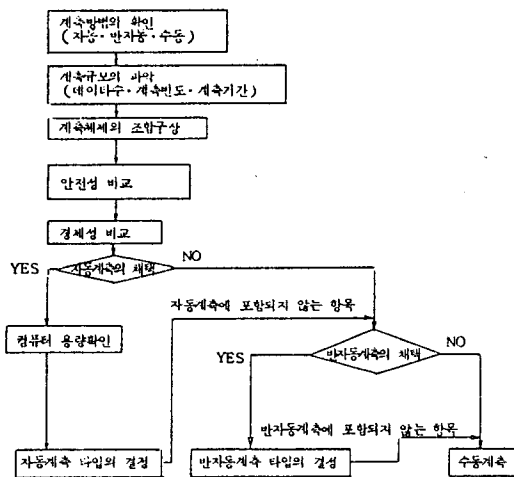 계측방법의 확인
(자동·반자동·수동)
계측규모의 파악
(데이타수·계측빈도·계측기간)
계측체제의 조합구상
안전성 비교
경제성 비교
YES
자동계측의 채택
NO
자동계측에 포함되지 않는 항목
컴퓨터 용량확인
YES
반자동계측의 채택
NO
반자동계측에 포함되지 않는 항목
자동계측 타입의 결정
반자동계측 타입의 결성
수동계측